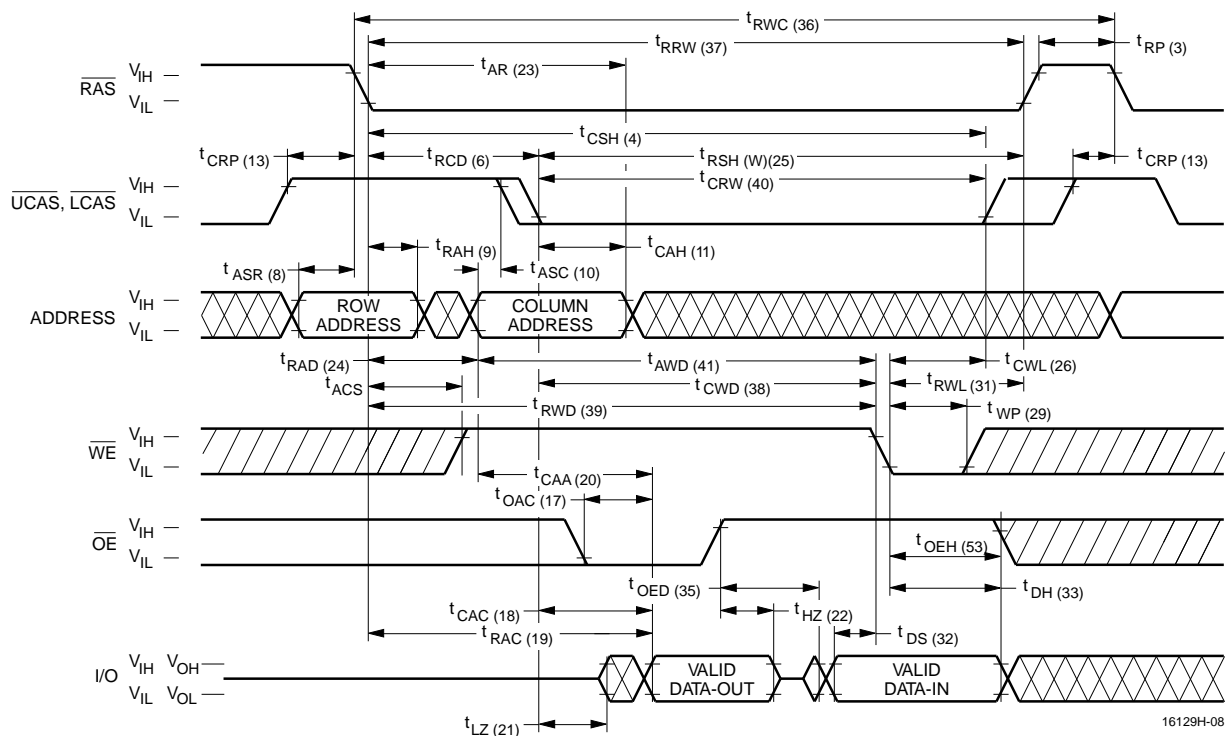 tRWC (36)
tRRW (37)
tRP (3)
tAR (23)
RAS VIH
VIL
tCSH (4)
tCRP (13)
tRCD (6)
tRSH (W)(25)
tCRP (13)
tCRW (40)
UCAS, LCAS VIH
VIL
tRAH (9)
tCAH (11)
tASR (8)
tASC (10)
ADDRESS VIH
VIL
ROW ADDRESS
COLUMN ADDRESS
tRAD (24)
tAWD (41)
tCWL (26)
tACS
tCWD (38)
tRWL (31)
tRWD (39)
tWP (29)
WE VIH
VIL
tCAA (20)
tOAC (17)
OE VIH
VIL
tOEH (53)
tOED (35)
tHZ (22)
tDH (33)
tCAC (18)
tRAC (19)
tDS (32)
I/O VIH VOH
VIL VOL
VALID DATA-OUT
VALID DATA-IN
tLZ (21)
16129H-08